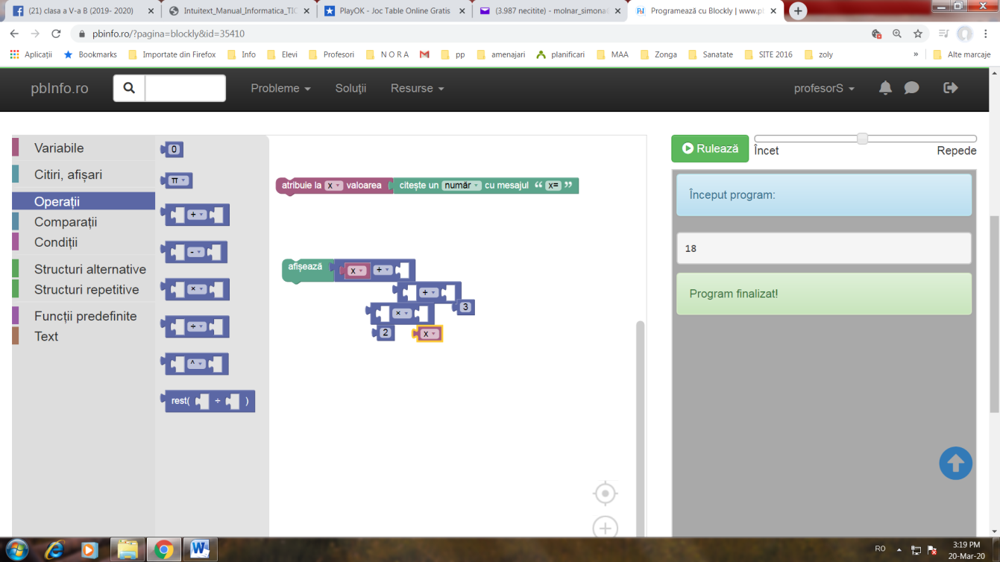 (21) clasa a V-a B (2019- 2020)
Intuitext_Manual_Informatica_TIC
PlayOK - Joc Table Online Gratis
(3.987 necitite) - molnar_simona
Programează cu Blockly | www.pb
pbinfo.ro/?pagina=blockly&id=35410
Aplicații
Bookmarks
Importate din Firefox
Info
Elevi
Profesori
N O R A
pp
amenajari
planificari
MAA
Zonga
Sanatate
SITE 2016
zoly
»
Alte marcaje
pbInfo.ro
Probleme
Soluţii
Resurse
profesorS
Variabile
Citiri, afișari
Operații
Comparații
Condiții
Structuri alternative
Structuri repetitive
Funcții predefinite
Text
0
π
+
-
×
÷
^
rest( ÷ )
atribuie la x valoarea citește un număr cu mesajul “ x= ”
afișează x +
+
× 3
2 x
Rulează
Încet
Repede
Început program:
18
Program finalizat!
RO
3:19 PM
20-Mar-20